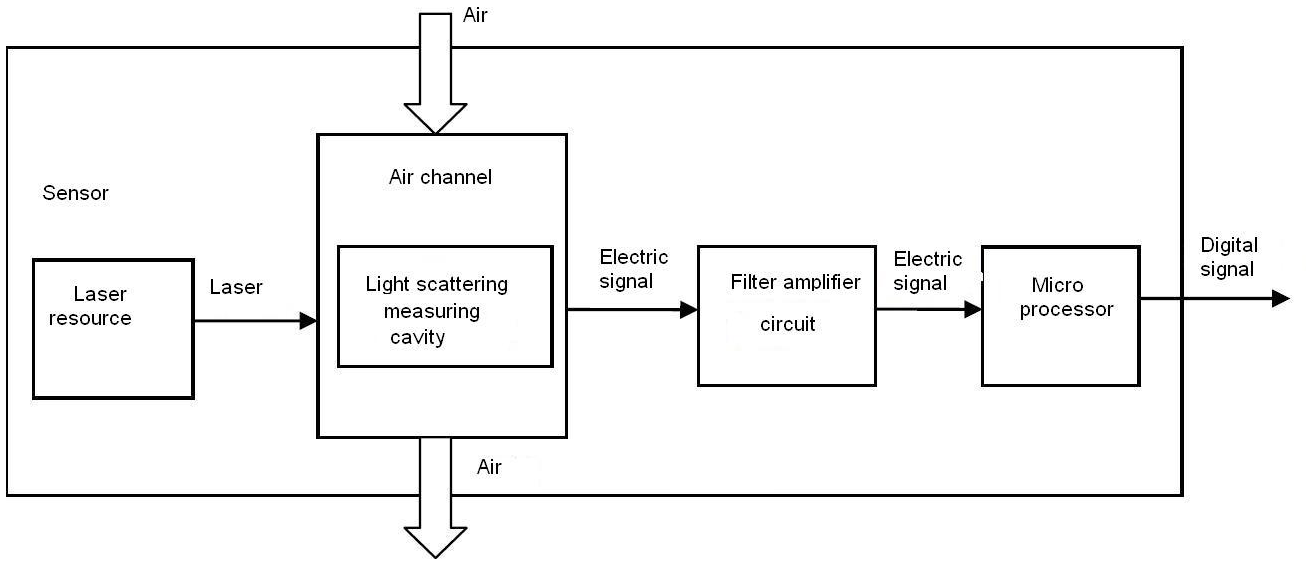 Air
Sensor
Air channel
Laser
resource
Laser
Light scattering
measuring
cavity
Electric
signal
Filter amplifier
circuit
Electric
signal
Micro
processor
Digital
signal
Air